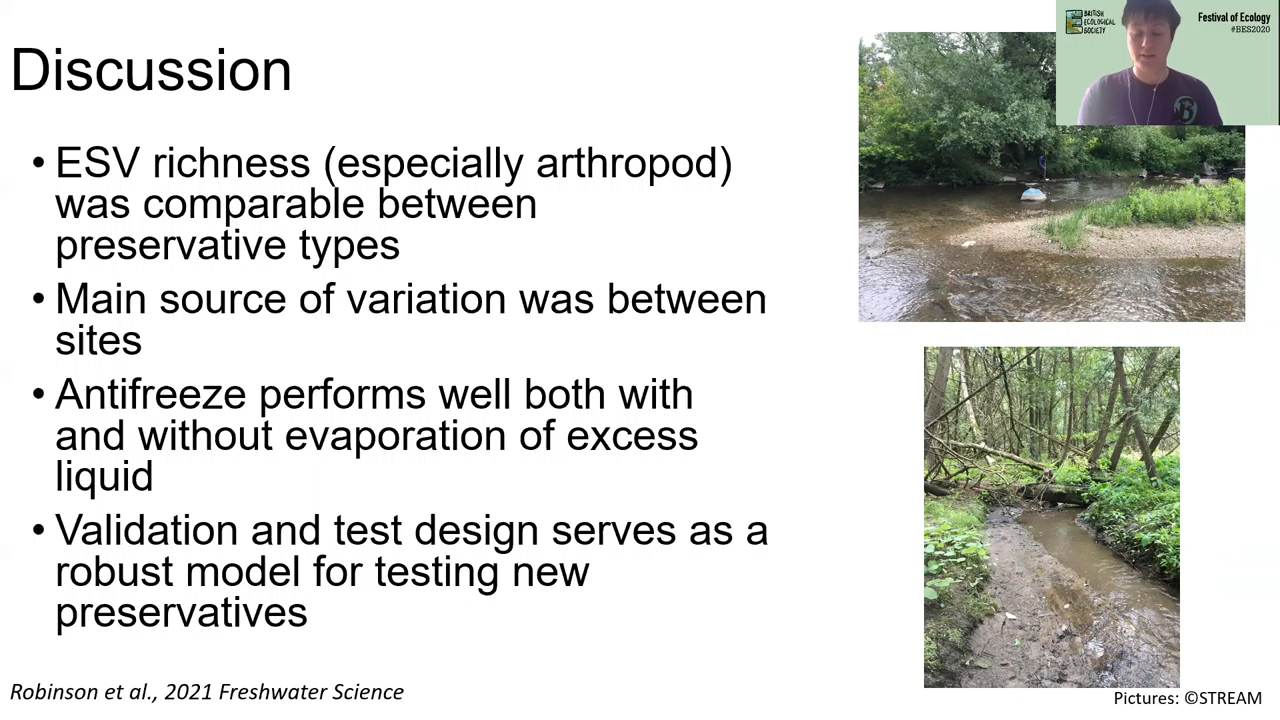 Discussion
• ESV richness (especially arthropod)
was comparable between
preservative types
• Main source of variation was between
sites
• Antifreeze performs well both with
and without evaporation of excess
liquid
• Validation and test design serves as a
robust model for testing new
preservatives
Robinson et al., 2021 Freshwater Science
BRITISH
ECOLOGICAL
SOCIETY
Festival of Ecology
#BES2020
Pictures: ©STREAM